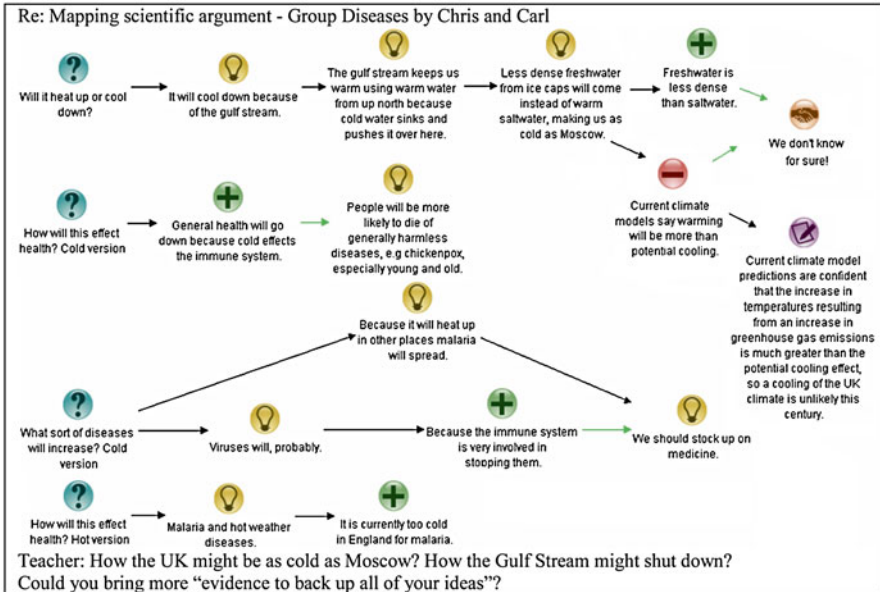 Re: Mapping scientific argument - Group Diseases by Chris and Carl
Will it heat up or cool
down?
It will cool down because
of the gulf stream.
The gulf stream keeps us
warm using warm water
from up north because
cold water sinks and
pushes it over here.
Less dense freshwater
from ice caps will come
instead of warm
saltwater, making us as
cold as Moscow.
Freshwater is
less dense
than saltwater.
We don't know
for sure!
Current climate
models say warming
will be more than
potential cooling.
Current climate model
predictions are confident
that the increase in
temperatures resulting
from an increase in
greenhouse gas emissions
is much greater than the
potential cooling effect,
so a cooling of the UK
climate is unlikely this
century.
How will this effect
health? Cold version
General health will go
down because cold effects
the immune system.
People will be more
likely to die of
generally harmless
diseases, e.g chickenpox,
especially young and old.
Because it will heat up
in other places malaria
will spread.
What sort of diseases
will increase? Cold
version
Viruses will, probably.
Because the immune system
is very involved in
stopping them.
We should stock up on
medicine.
How will this effect
health? Hot version
Malaria and hot weather
diseases.
It is currently too cold
in England for malaria.
Teacher: How the UK might be as cold as Moscow? How the Gulf Stream might shut down?
Could you bring more “evidence to back up all of your ideas”?